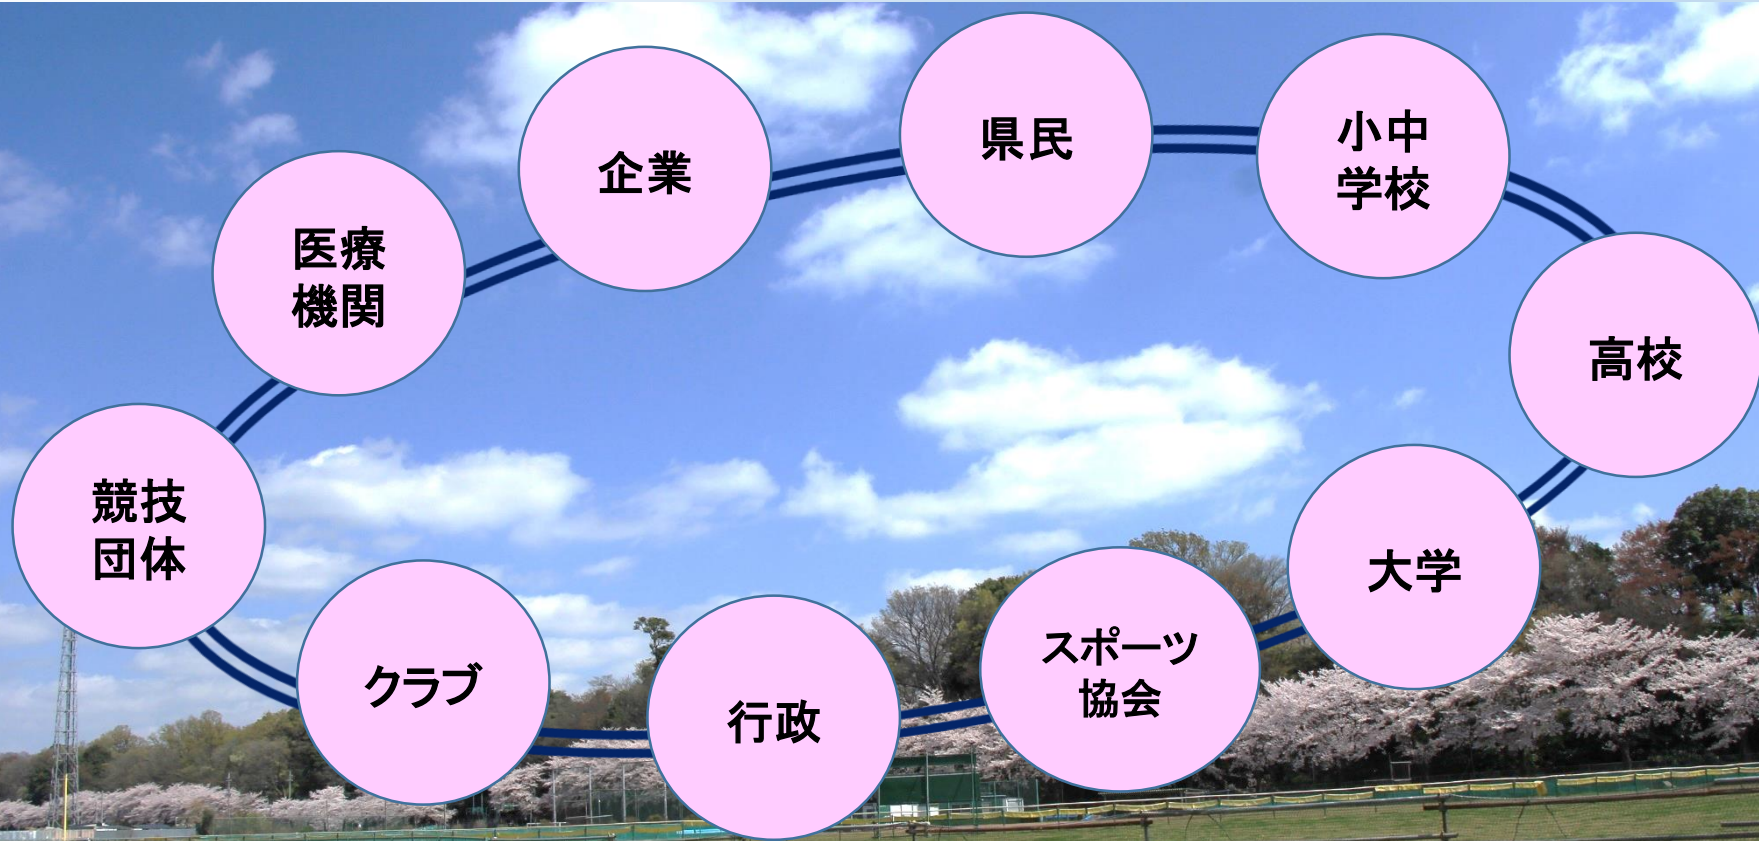 県民
小中
学校
企業
医療
機関
高校
競技
団体
大学
スポーツ
協会
クラブ
行政